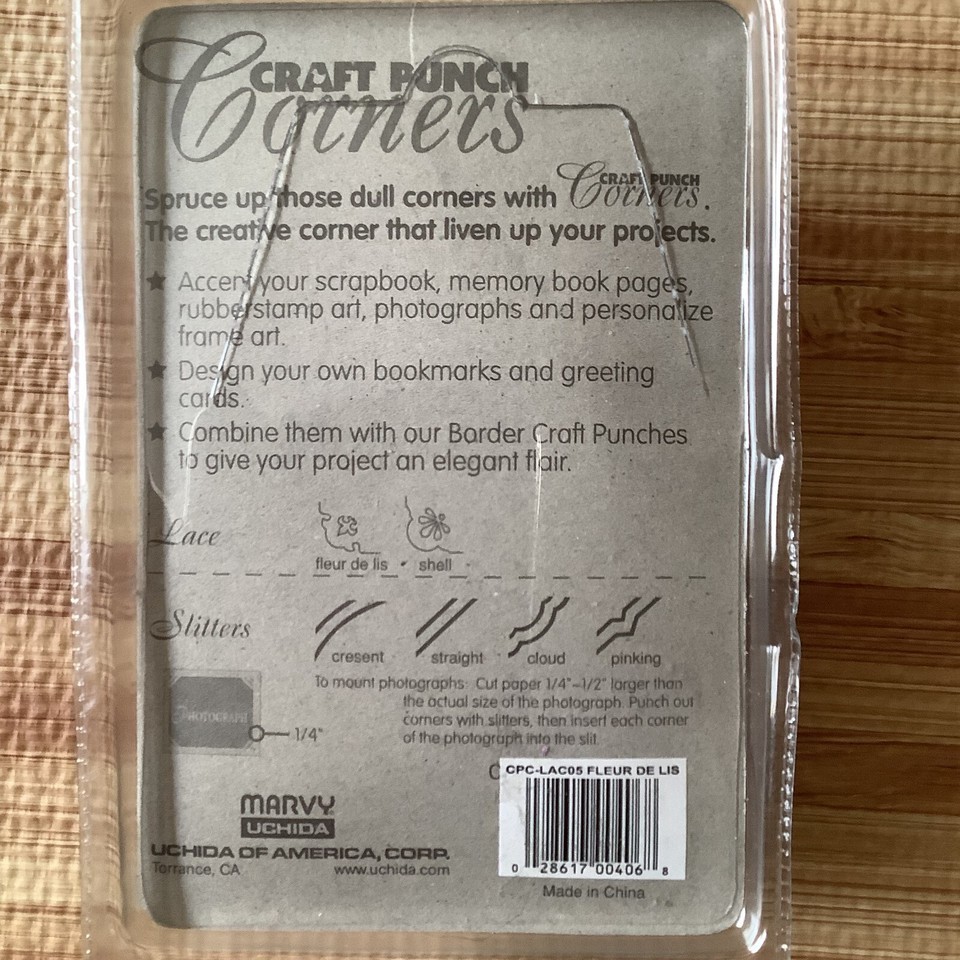 CRAFT PUNCH
Corners
Spruce up those dull corners with CRAFT PUNCH Corners.
The creative corner that liven up your projects.
★ Accent your scrapbook, memory book pages,
rubberstamp art, photographs and personalize
frame art.
★ Design your own bookmarks and greeting
cards.
★ Combine them with our Border Craft Punches
to give your project an elegant flair.
Lace
fleur de lis • shell
Slitters
cresent straight cloud pinking
To mount photographs: Cut paper 1/4"-1/2" larger than
the actual size of the photograph. Punch out
corners with slitters, then insert each corner
of the photograph into the slit.
PHOTOGRAPH
1/4"
CPC-LAC05 FLEUR DE LIS
0 28617 00406 8
MARVY®
UCHIDA
UCHIDA OF AMERICA, CORP.
Torrance, CA www.uchida.com
Made in China